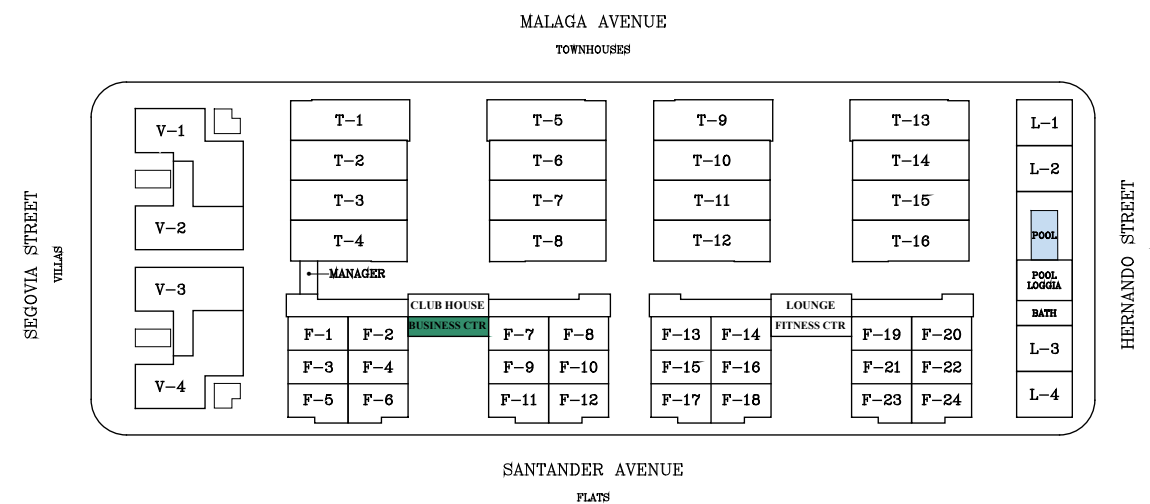 MALAGA AVENUE
TOWNHOUSES
SEGOVIA STREET
VILLAS
V-1
V-2
V-3
V-4
T-1
T-2
T-3
T-4
T-5
T-6
T-7
T-8
T-9
T-10
T-11
T-12
T-13
T-14
T-15
T-16
L-1
L-2
POOL
POOL
LOGGIA
BATH
L-3
L-4
HERNANDO STREET
MANAGER
CLUB HOUSE
BUSINESS CTR
LOUNGE
FITNESS CTR
F-1 F-2
F-3 F-4
F-5 F-6
F-7 F-8
F-9 F-10
F-11 F-12
F-13 F-14
F-15 F-16
F-17 F-18
F-19 F-20
F-21 F-22
F-23 F-24
SANTANDER AVENUE
FLATS